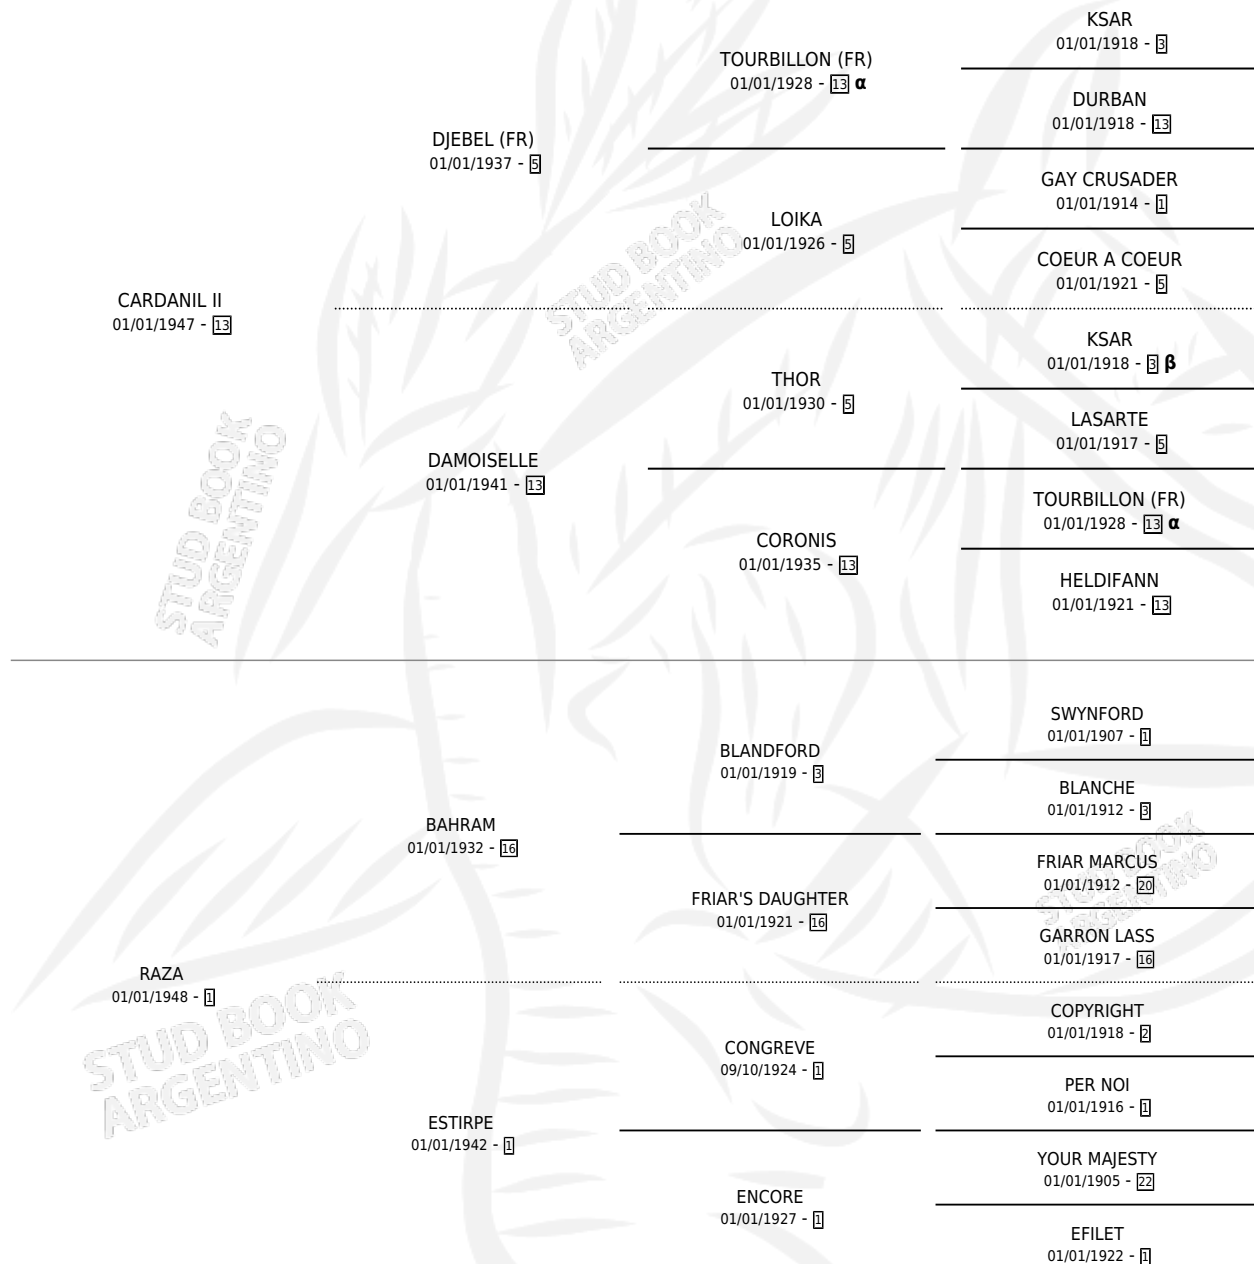 KSAR
01/01/1918 - 3
TOURBILLON (FR)
01/01/1928 - 13 α
DURBAN
01/01/1918 - 13
DJEBEL (FR)
01/01/1937 - 5
GAY CRUSADER
01/01/1914 - 1
LOIKA
01/01/1926 - 5
COEUR A COEUR
01/01/1921 - 5
CARDANIL II
01/01/1947 - 13
KSAR
01/01/1918 - 3 β
THOR
01/01/1930 - 5
LASARTE
01/01/1917 - 5
DAMOISELLE
01/01/1941 - 13
TOURBILLON (FR)
01/01/1928 - 13 α
CORONIS
01/01/1935 - 13
HELDIFANN
01/01/1921 - 13
SWYNFORD
01/01/1907 - 1
BLANDFORD
01/01/1919 - 3
BLANCHE
01/01/1912 - 3
BAHRAM
01/01/1932 - 16
FRIAR MARCUS
01/01/1912 - 20
FRIAR'S DAUGHTER
01/01/1921 - 16
GARRON LASS
01/01/1917 - 16
RAZA
01/01/1948 - 1
COPYRIGHT
01/01/1918 - 2
CONGREVE
09/10/1924 - 1
PER NOI
01/01/1916 - 1
ESTIRPE
01/01/1942 - 1
YOUR MAJESTY
01/01/1905 - 22
ENCORE
01/01/1927 - 1
EFILET
01/01/1922 - 1
STUD BOOK
ARGENTINO
STUD BOOK
ARGENTINO
STUD BOOK
ARGENTINO
STUD BOOK
ARGENTINO